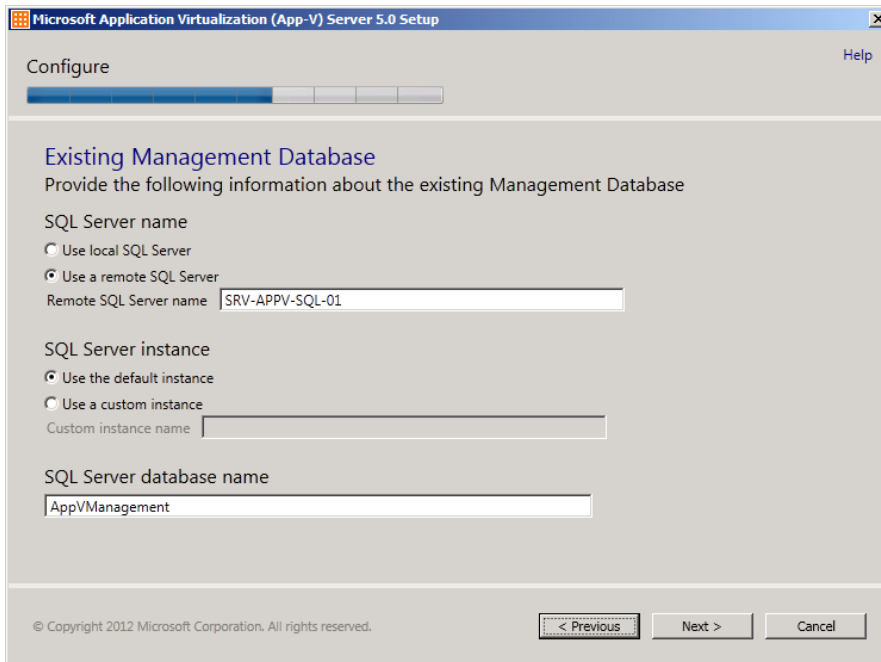 Microsoft Application Virtualization (App-V) Server 5.0 Setup
Help
Configure
Existing Management Database
Provide the following information about the existing Management Database
SQL Server name
Use local SQL Server
Use a remote SQL Server
Remote SQL Server name SRV-APPV-SQL-01
SQL Server instance
Use the default instance
Use a custom instance
Custom instance name
SQL Server database name
AppVManagement
© Copyright 2012 Microsoft Corporation. All rights reserved. < Previous Next > Cancel